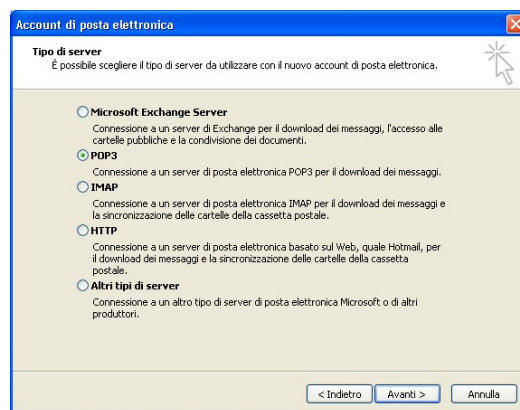 Account di posta elettronica
Tipo di server
È possibile scegliere il tipo di server da utilizzare con il nuovo account di posta elettronica.
Microsoft Exchange Server
Connessione a un server di Exchange per il download dei messaggi, l'accesso alle
cartelle pubbliche e la condivisione dei documenti.
POP3
Connessione a un server di posta elettronica POP3 per il download dei messaggi.
IMAP
Connessione a un server di posta elettronica IMAP per il download dei messaggi e
la sincronizzazione delle cartelle della cassetta postale.
HTTP
Connessione a un server di posta elettronica basato sul Web, quale Hotmail, per
il download dei messaggi e la sincronizzazione delle cartelle della cassetta
postale.
Altri tipi di server
Connessione a un altro tipo di server di posta elettronica Microsoft o di altri
produttori.
< Indietro Avanti > Annulla